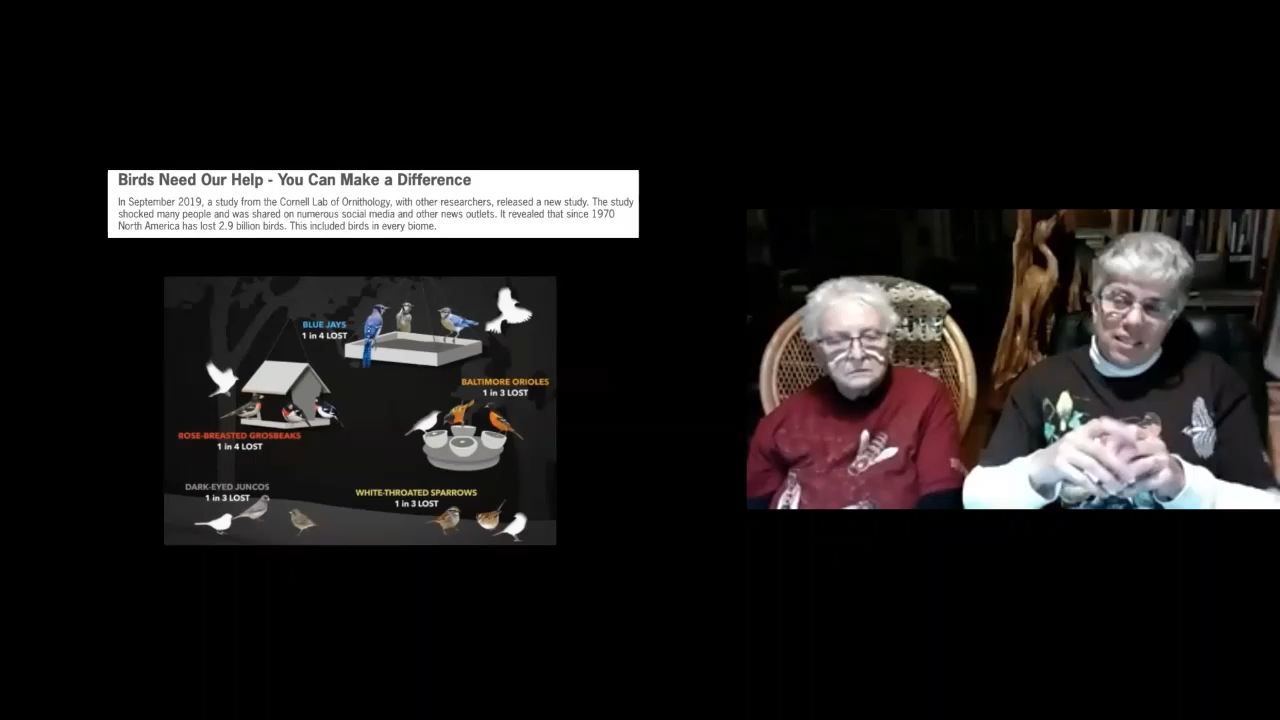 Birds Need Our Help - You Can Make a Difference
In September 2019, a study from the Cornell Lab of Ornithology, with other researchers, released a new study. The study
shocked many people and was shared on numerous social media and other news outlets. It revealed that since 1970
North America has lost 2.9 billion birds. This included birds in every biome.
BLUE JAYS
1 in 4 LOST
BALTIMORE ORIOLES
1 in 3 LOST
ROSE-BREASTED GROSBEAKS
1 in 4 LOST
DARK-EYED JUNCOS
1 in 3 LOST
WHITE-THROATED SPARROWS
1 in 3 LOST